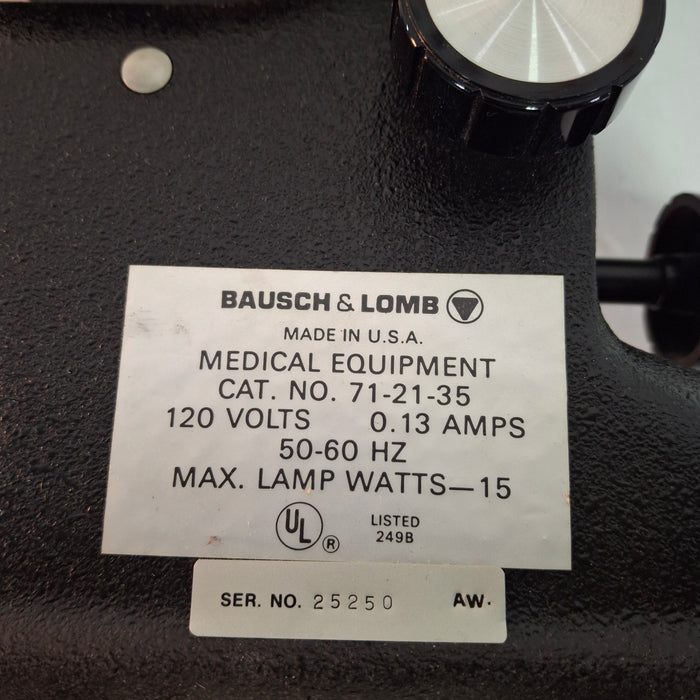 BAUSCH & LOMB
MADE IN U.S.A.
MEDICAL EQUIPMENT
CAT. NO. 71-21-35
120 VOLTS 0.13 AMPS
50-60 HZ
MAX. LAMP WATTS—15
UL ® LISTED
249B
SER. NO. 25250 AW.